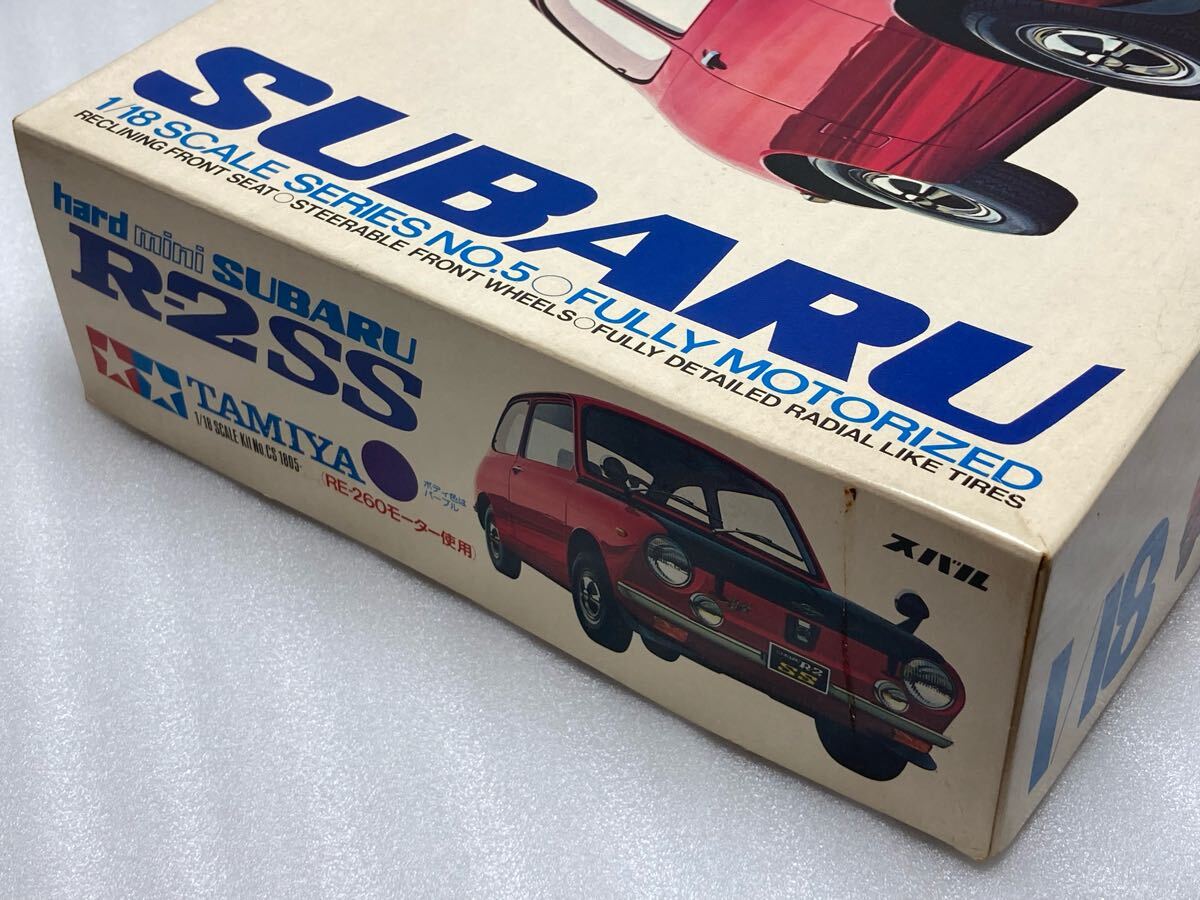 SUBARU
1/18 SCALE SERIES NO.5○FULLY MOTORIZED
RECLINING FRONT SEAT○STEERABLE FRONT WHEELS○FULLY DETAILED RADIAL LIKE TIRES
hard mini SUBARU
R-2SS
TAMIYA
1/18 SCALE Kit No. CS 1805
ボディ色は
パープル
(RE-260モーター使用)
スバル
SUBARU R-2
SS
1/18